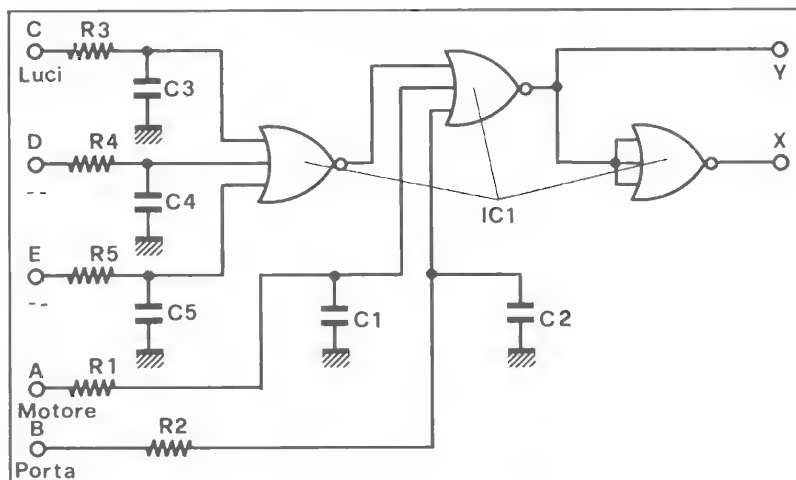 C
R3
Luci
C3
D
R4
--
C4
E
R5
--
C5
A
R1
Motore
C1
B
R2
Porta
C2
IC1
Y
X